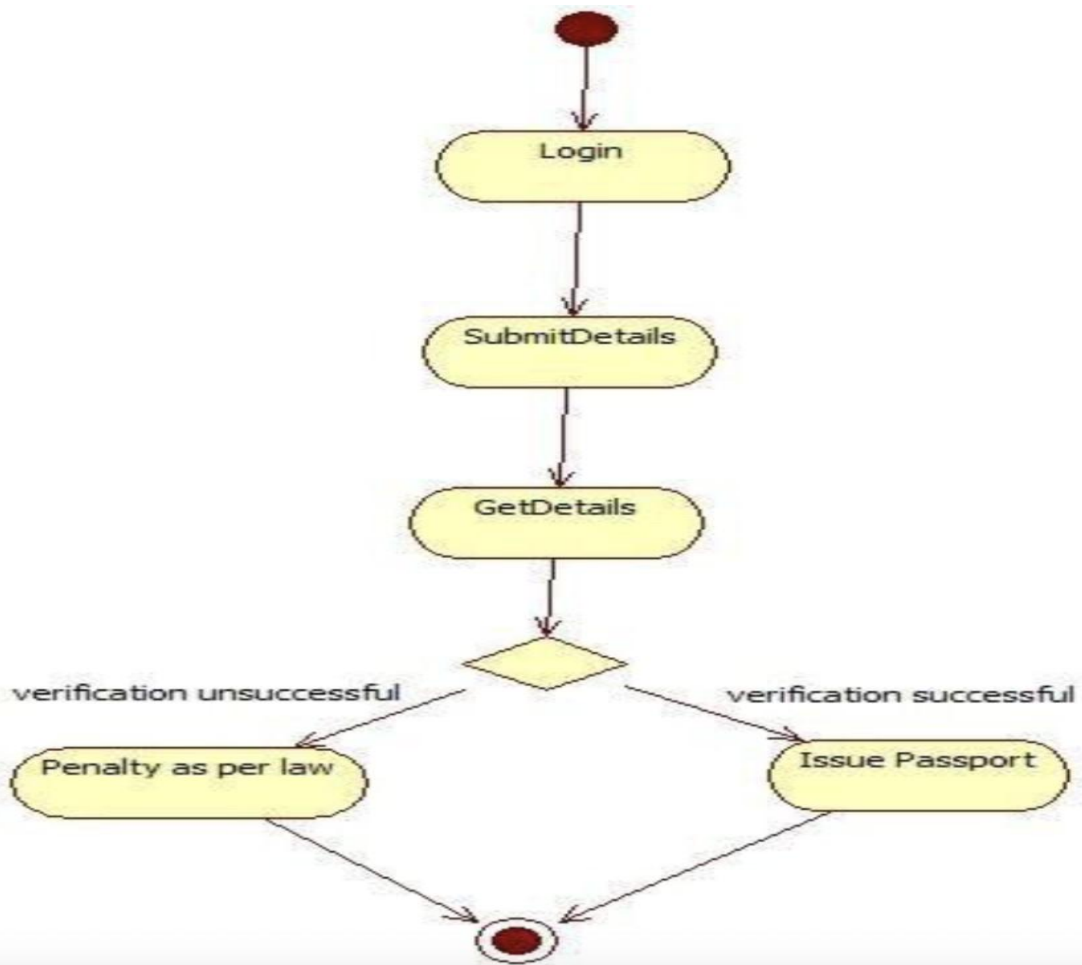 Login
SubmitDetails
GetDetails
verification unsuccessful
verification successful
Penalty as per law
Issue Passport